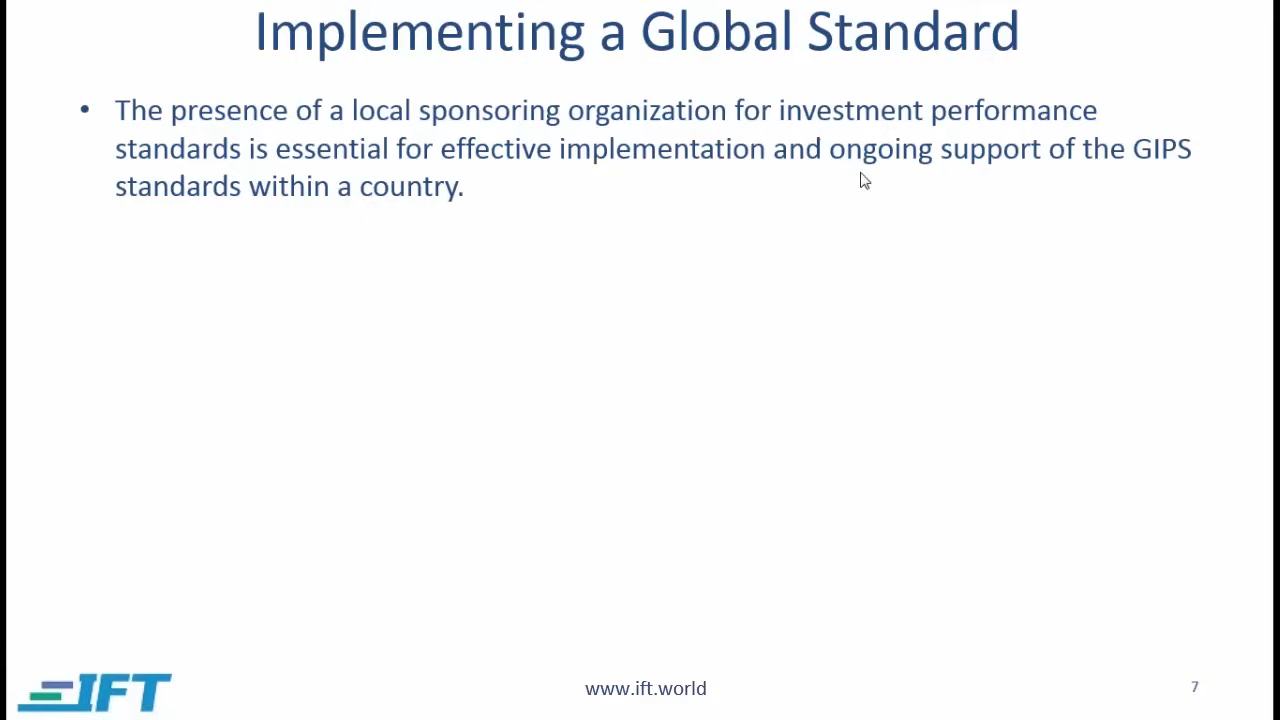 Implementing a Global Standard
• The presence of a local sponsoring organization for investment performance
standards is essential for effective implementation and ongoing support of the GIPS
standards within a country.
IFT
www.ift.world
7